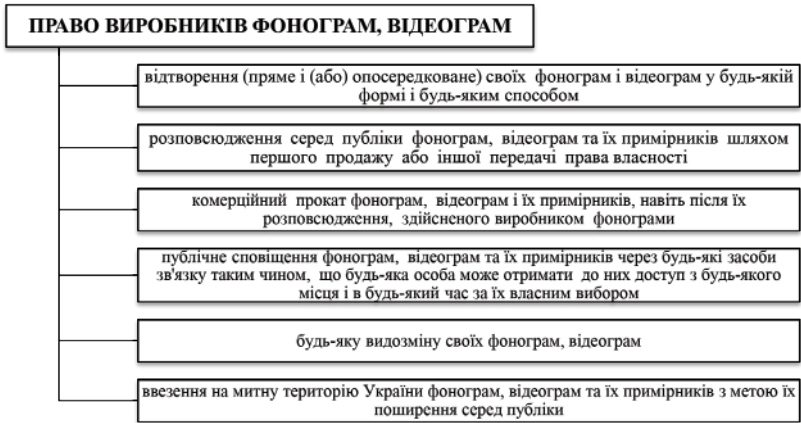 ПРАВО ВИРОБНИКІВ ФОНОГРАМ, ВІДЕОГРАМ
відтворення (пряме і (або) опосередковане) своїх фонограм і відеограм у будь-якій
формі і будь-яким способом
розповсюдження серед публіки фонограм, відеограм та їх примірників шляхом
першого продажу або іншої передачі права власності
комерційний прокат фонограм, відеограм і їх примірників, навіть після їх
розповсюдження, здійсненого виробником фонограми
публічне сповіщення фонограм, відеограм та їх примірників через будь-які засоби
зв'язку таким чином, що будь-яка особа може отримати до них доступ з будь-якого
місця і в будь-який час за їх власним вибором
будь-яку видозміну своїх фонограм, відеограм
ввезення на митну територію України фонограм, відеограм та їх примірників з метою їх
поширення серед публіки